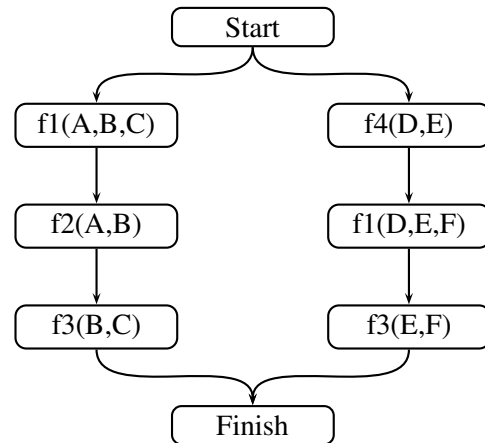 Start
f1(A,B,C)
f4(D,E)
f2(A,B)
f1(D,E,F)
f3(B,C)
f3(E,F)
Finish